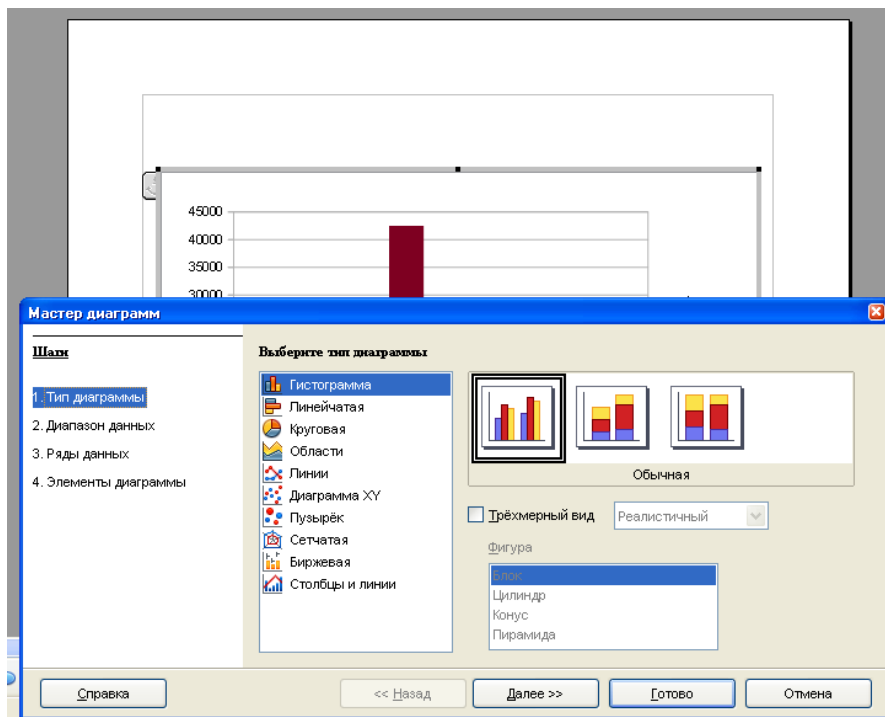 45000
40000
35000
30000
Мастер диаграмм
Шаги
1. Тип диаграммы
2. Диапазон данных
3. Ряды данных
4. Элементы диаграммы
Выберите тип диаграммы
Гистограмма
Линейчатая
Круговая
Области
Линии
Диаграмма XY
Пузырёк
Сетчатая
Биржевая
Столбцы и линии
Обычная
Трёхмерный вид
Реалистичный
Фигура
Блок
Цилиндр
Конус
Пирамида
Справка
<< Назад
Далее >>
Готово
Отмена